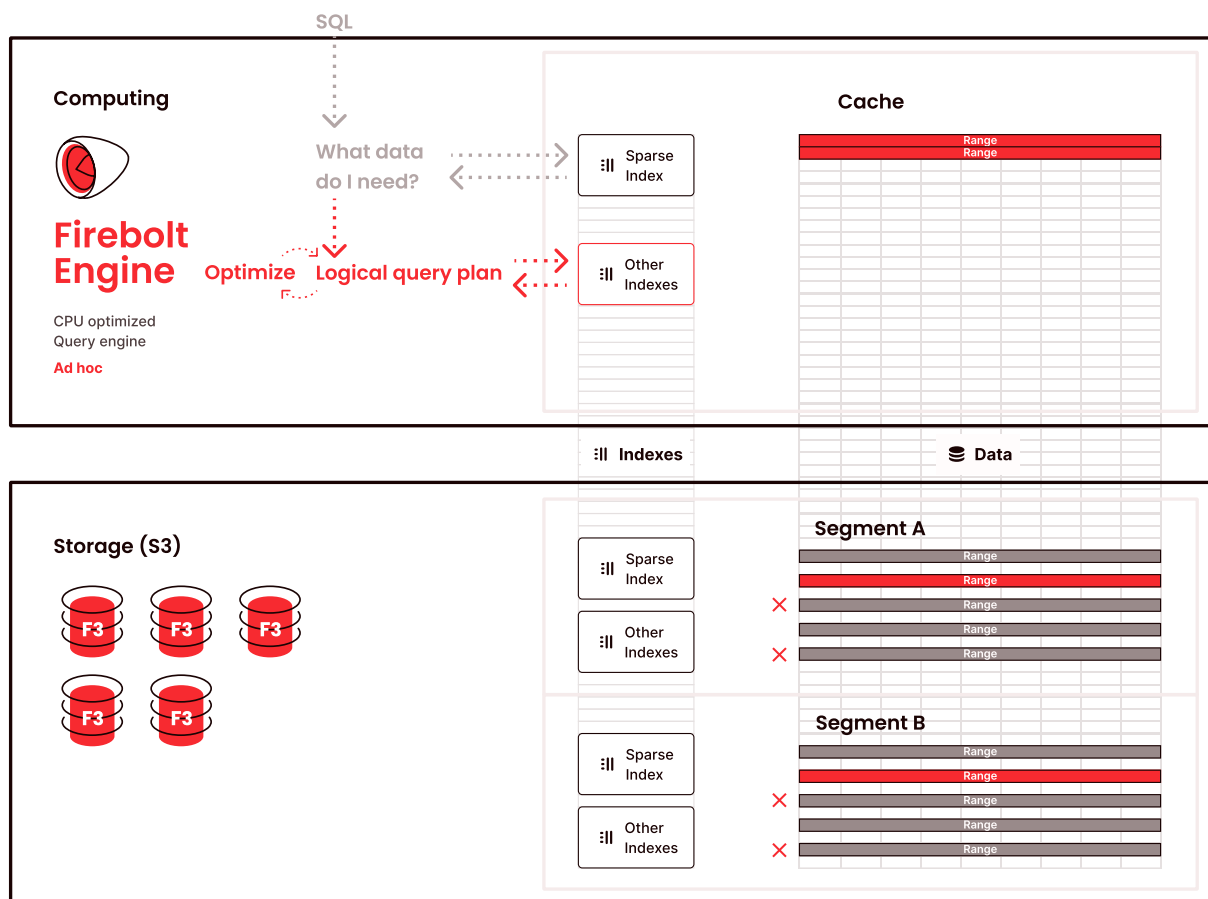 SQL
Computing
Cache
What data
do I need?
Sparse
Index
Range
Range
Firebolt
Engine
Optimize
Logical query plan
Other
Indexes
CPU optimized
Query engine
Ad hoc
Indexes
Data
Storage (S3)
Segment A
Sparse
Index
Other
Indexes
Range
Range
Range
Range
Range
F3
F3
F3
F3
F3
Segment B
Sparse
Index
Other
Indexes
Range
Range
Range
Range
Range